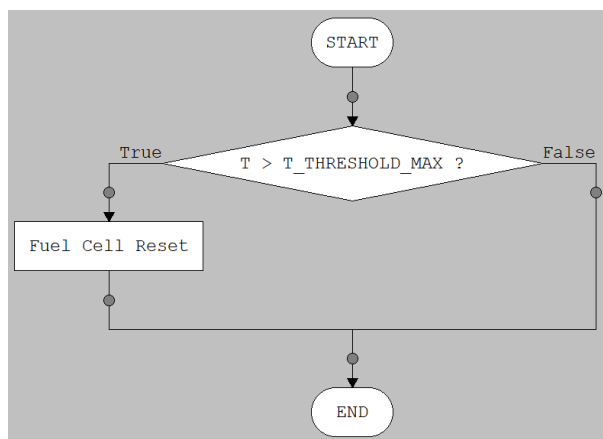 START
True
False
T > T_THRESHOLD_MAX ?
Fuel Cell Reset
END